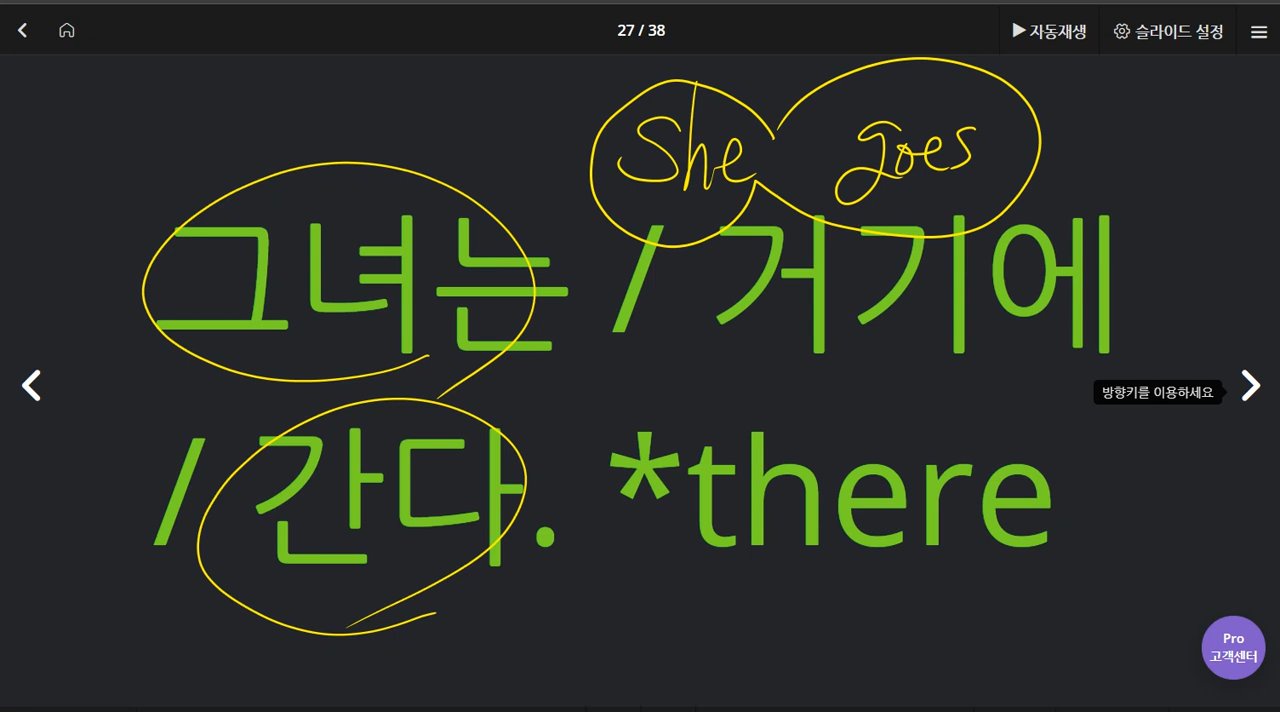 27 / 38
▶ 자동재생
슬라이드 설정
She goes
그녀는 / 거기에
/ 간다. *there
방향키를 이용하세요
Pro
고객센터